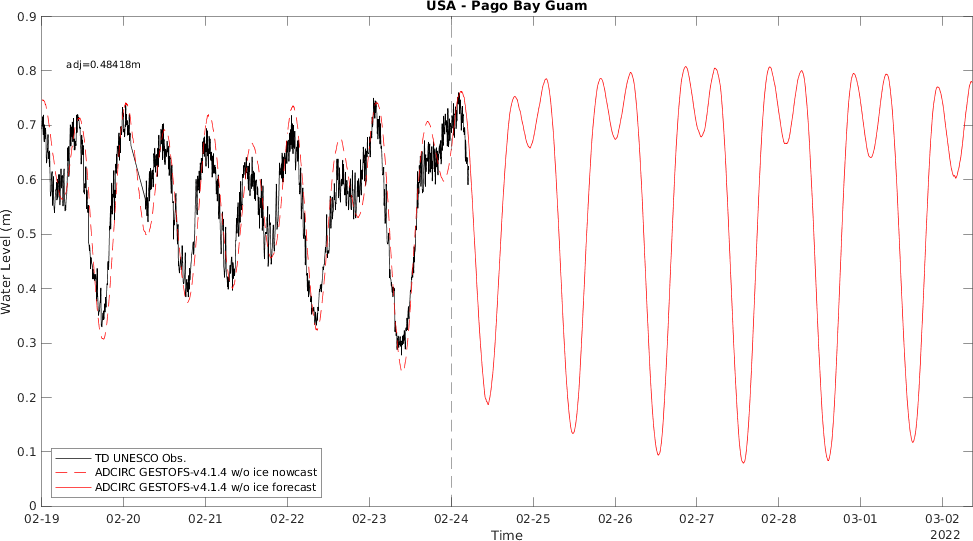 USA - Pago Bay Guam
adj=0.48418m
0.9
0.8
0.7
0.6
0.5
0.4
0.3
0.2
0.1
0
Water Level (m)
TD UNESCO Obs.
ADCIRC GESTOFS-v4.1.4 w/o ice nowcast
ADCIRC GESTOFS-v4.1.4 w/o ice forecast
02-19 02-20 02-21 02-22 02-23 02-24 02-25 02-26 02-27 02-28 03-01 03-02
2022
Time